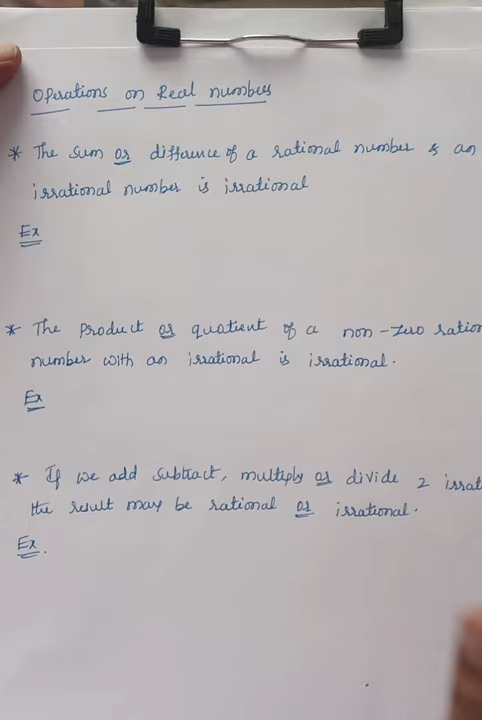 Operations on Real numbers
* The sum or difference of a rational number & an
irrational number is irrational
Ex
* The product or quotient of a non-zero ration
number with an irrational is irrational.
Ex
* If we add subtract, multiply or divide 2 irrat
the result may be rational or irrational.
Ex.